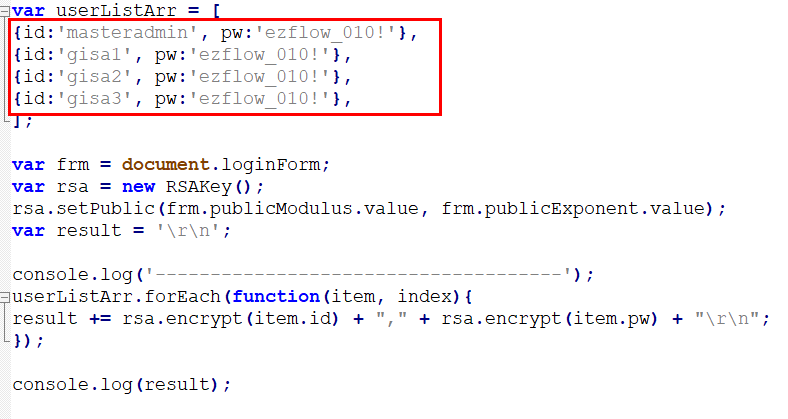 var userListArr = [
{id:'masteradmin', pw:'ezflow_010!'},
{id:'gisa1', pw:'ezflow_010!'},
{id:'gisa2', pw:'ezflow_010!'},
{id:'gisa3', pw:'ezflow_010!'},
];
var frm = document.loginForm;
var rsa = new RSAKey();
rsa.setPublic(frm.publicModulus.value, frm.publicExponent.value);
var result = '\r\n';
console.log('-------------------------------------');
userListArr.forEach(function(item, index){
result += rsa.encrypt(item.id) + "," + rsa.encrypt(item.pw) + "\r\n";
});
console.log(result);